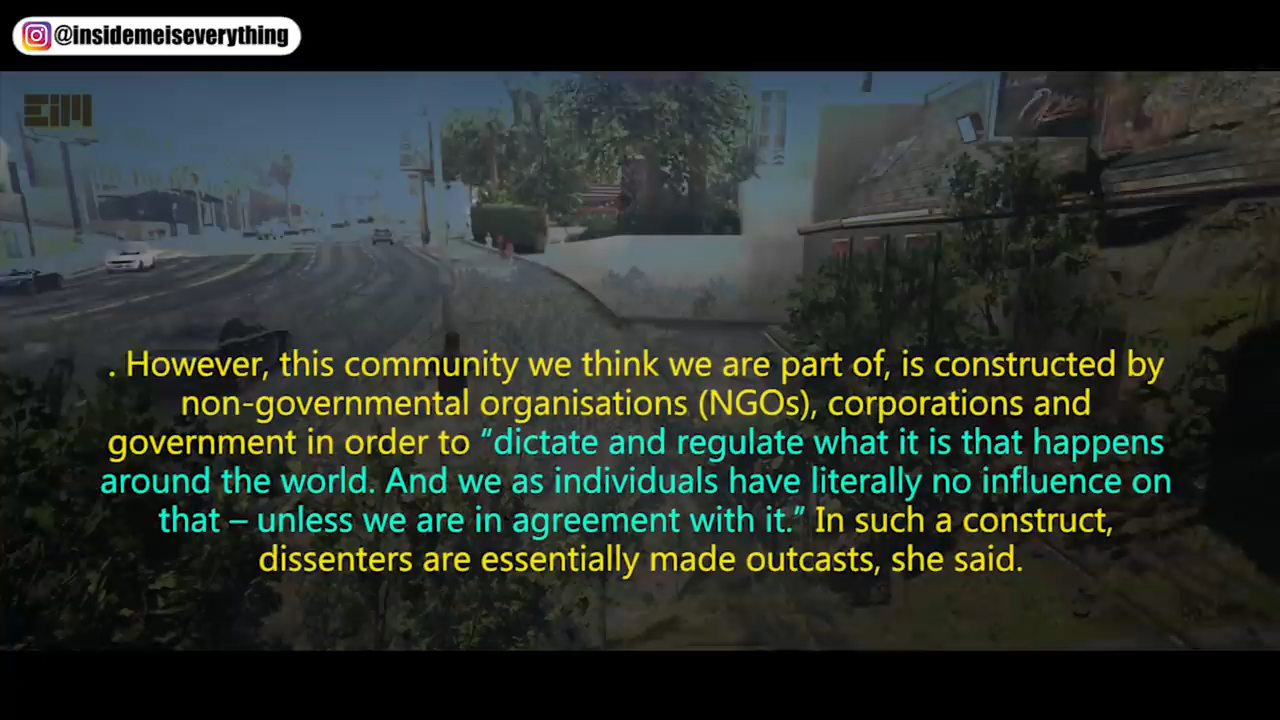 @insidemeiseverything
EiM
. However, this community we think we are part of, is constructed by
non-governmental organisations (NGOs), corporations and
government in order to “dictate and regulate what it is that happens
around the world. And we as individuals have literally no influence on
that – unless we are in agreement with it.” In such a construct,
dissenters are essentially made outcasts, she said.